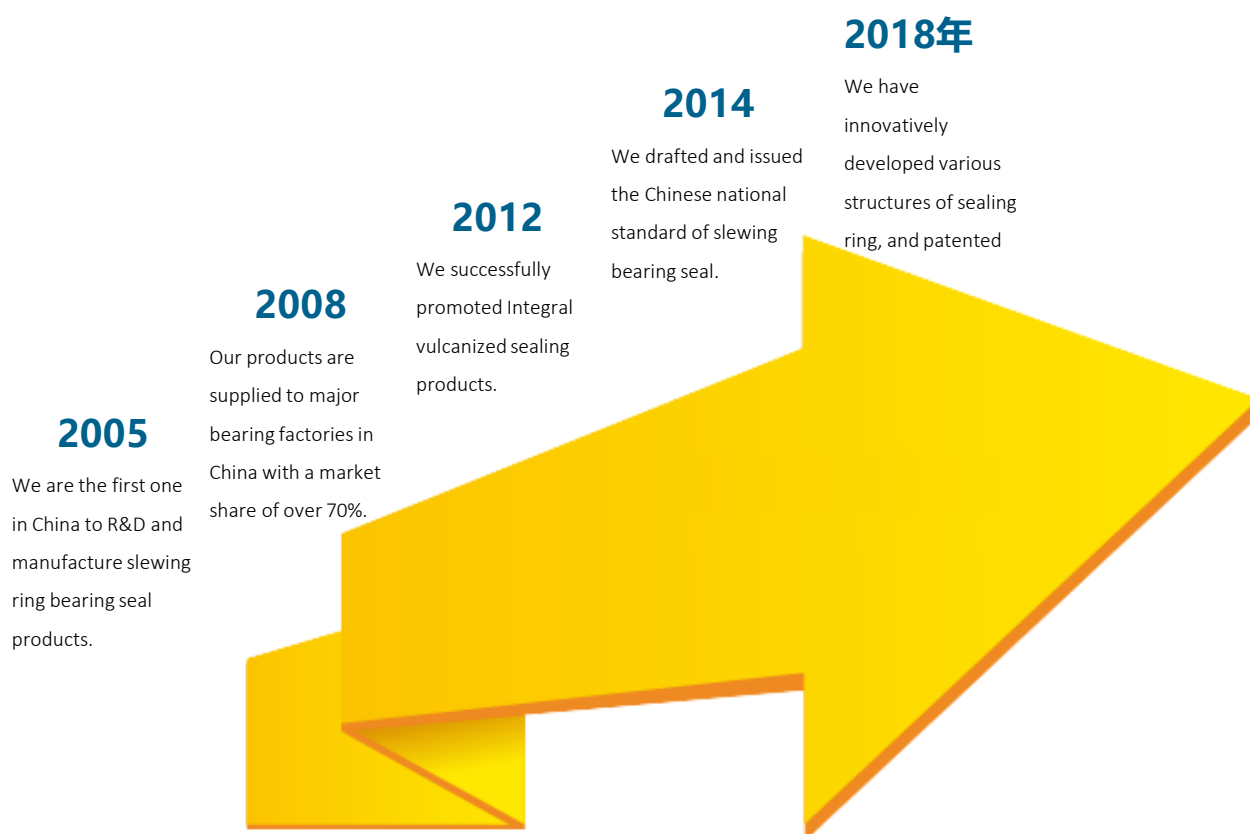 2005
We are the first one
in China to R&D and
manufacture slewing
ring bearing seal
products.
2008
Our products are
supplied to major
bearing factories in
China with a market
share of over 70%.
2012
We successfully
promoted Integral
vulcanized sealing
products.
2014
We drafted and issued
the Chinese national
standard of slewing
bearing seal.
2018年
We have
innovatively
developed various
structures of sealing
ring, and patented